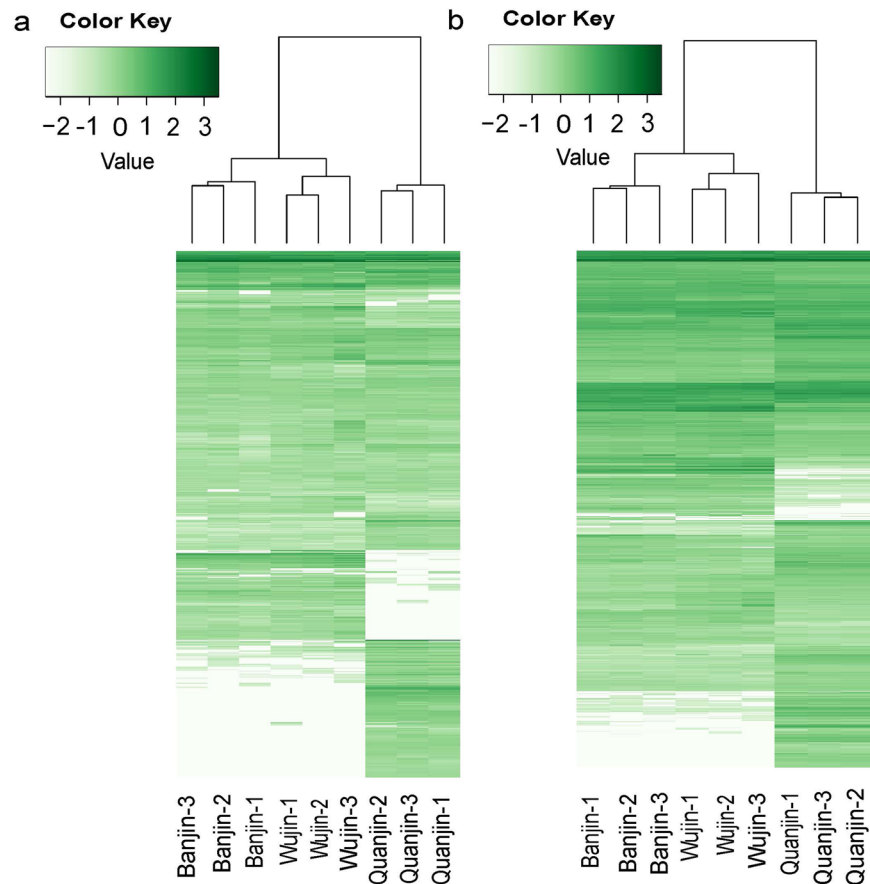 a
Color Key
−2 -1 0 1 2 3
Value
Banjin-3
Banjin-2
Banjin-1
Wujin-1
Wujin-2
Wujin-3
Quanjin-2
Quanjin-3
Quanjin-1
b
Color Key
−2 -1 0 1 2 3
Value
Banjin-1
Banjin-2
Banjin-3
Wujin-1
Wujin-2
Wujin-3
Quanjin-1
Quanjin-3
Quanjin-2